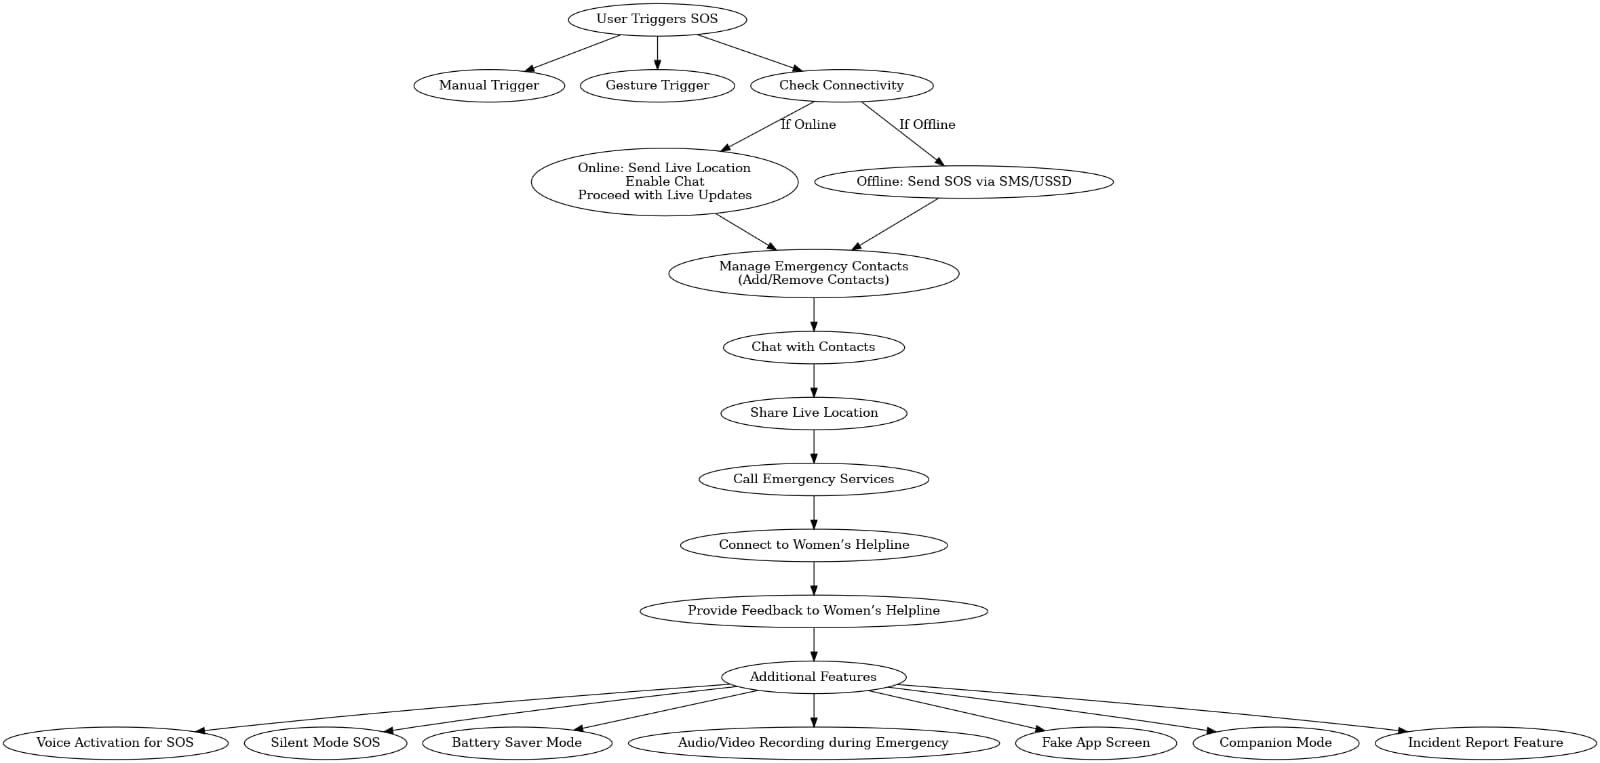 User Triggers SOS
Manual Trigger
Gesture Trigger
Check Connectivity
If Online
If Offline
Online: Send Live Location
Enable Chat
Proceed with Live Updates
Offline: Send SOS via SMS/USSD
Manage Emergency Contacts
(Add/Remove Contacts)
Chat with Contacts
Share Live Location
Call Emergency Services
Connect to Women’s Helpline
Provide Feedback to Women’s Helpline
Additional Features
Voice Activation for SOS
Silent Mode SOS
Battery Saver Mode
Audio/Video Recording during Emergency
Fake App Screen
Companion Mode
Incident Report Feature